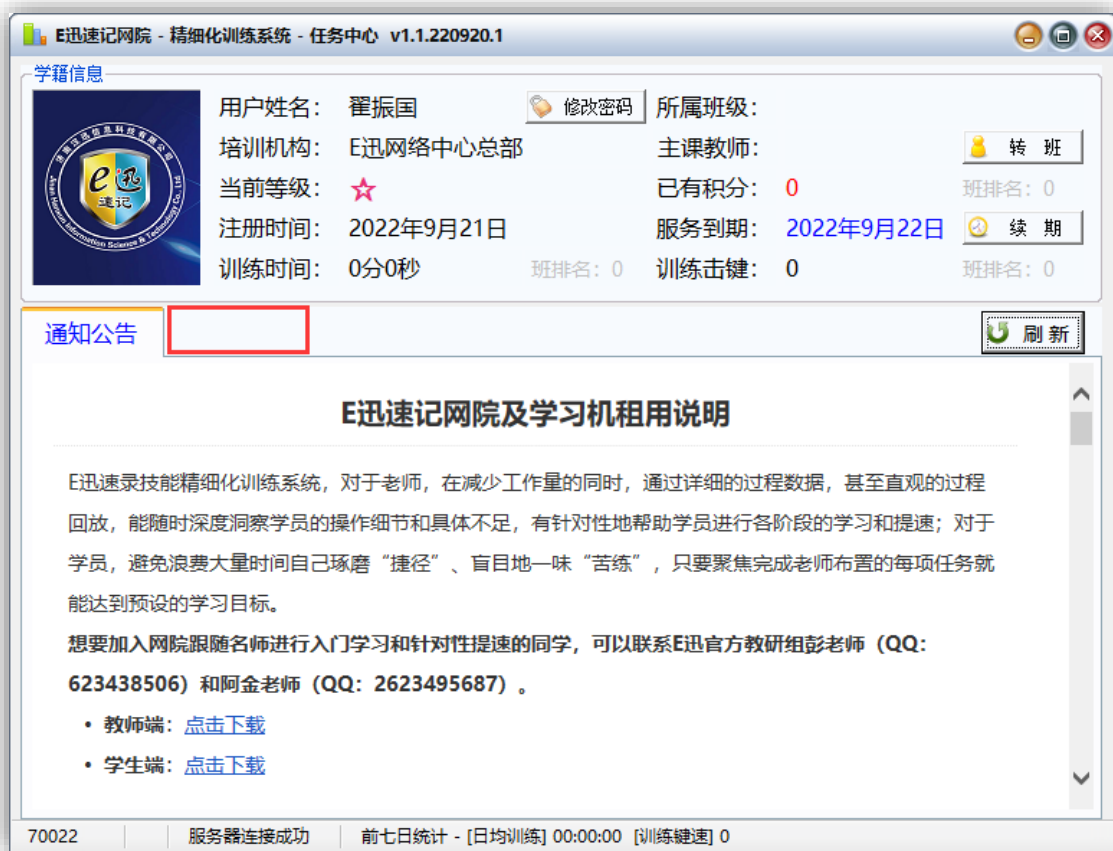 E迅速记网院 - 精细化训练系统 - 任务中心 v1.1.220920.1
学籍信息
用户姓名： 翟振国 修改密码 所属班级：
培训机构： E迅网络中心总部 主课教师： 转 班
当前等级： 已有积分： 0 班排名：0
注册时间： 2022年9月21日 服务到期： 2022年9月22日 续 期
训练时间： 0分0秒 班排名：0 训练击键： 0 班排名：0
e迅
速记
通知公告 刷 新
E迅速记网院及学习机租用说明
E迅速录技能精细化训练系统，对于老师，在减少工作量的同时，通过详细的过程数据，甚至直观的过程
回放，能随时深度洞察学员的操作细节和具体不足，有针对性地帮助学员进行各阶段的学习和提速；对于
学员，避免浪费大量时间自己琢磨“捷径”、盲目地一味“苦练”，只要聚焦完成老师布置的每项任务就
能达到预设的学习目标。
想要加入网院跟随名师进行入门学习和针对性提速的同学，可以联系E迅官方教研组彭老师（QQ：
623438506）和阿金老师（QQ：2623495687）。
• 教师端：点击下载
• 学生端：点击下载
70022 服务器连接成功 前七日统计 - [日均训练] 00:00:00 [训练键速] 0